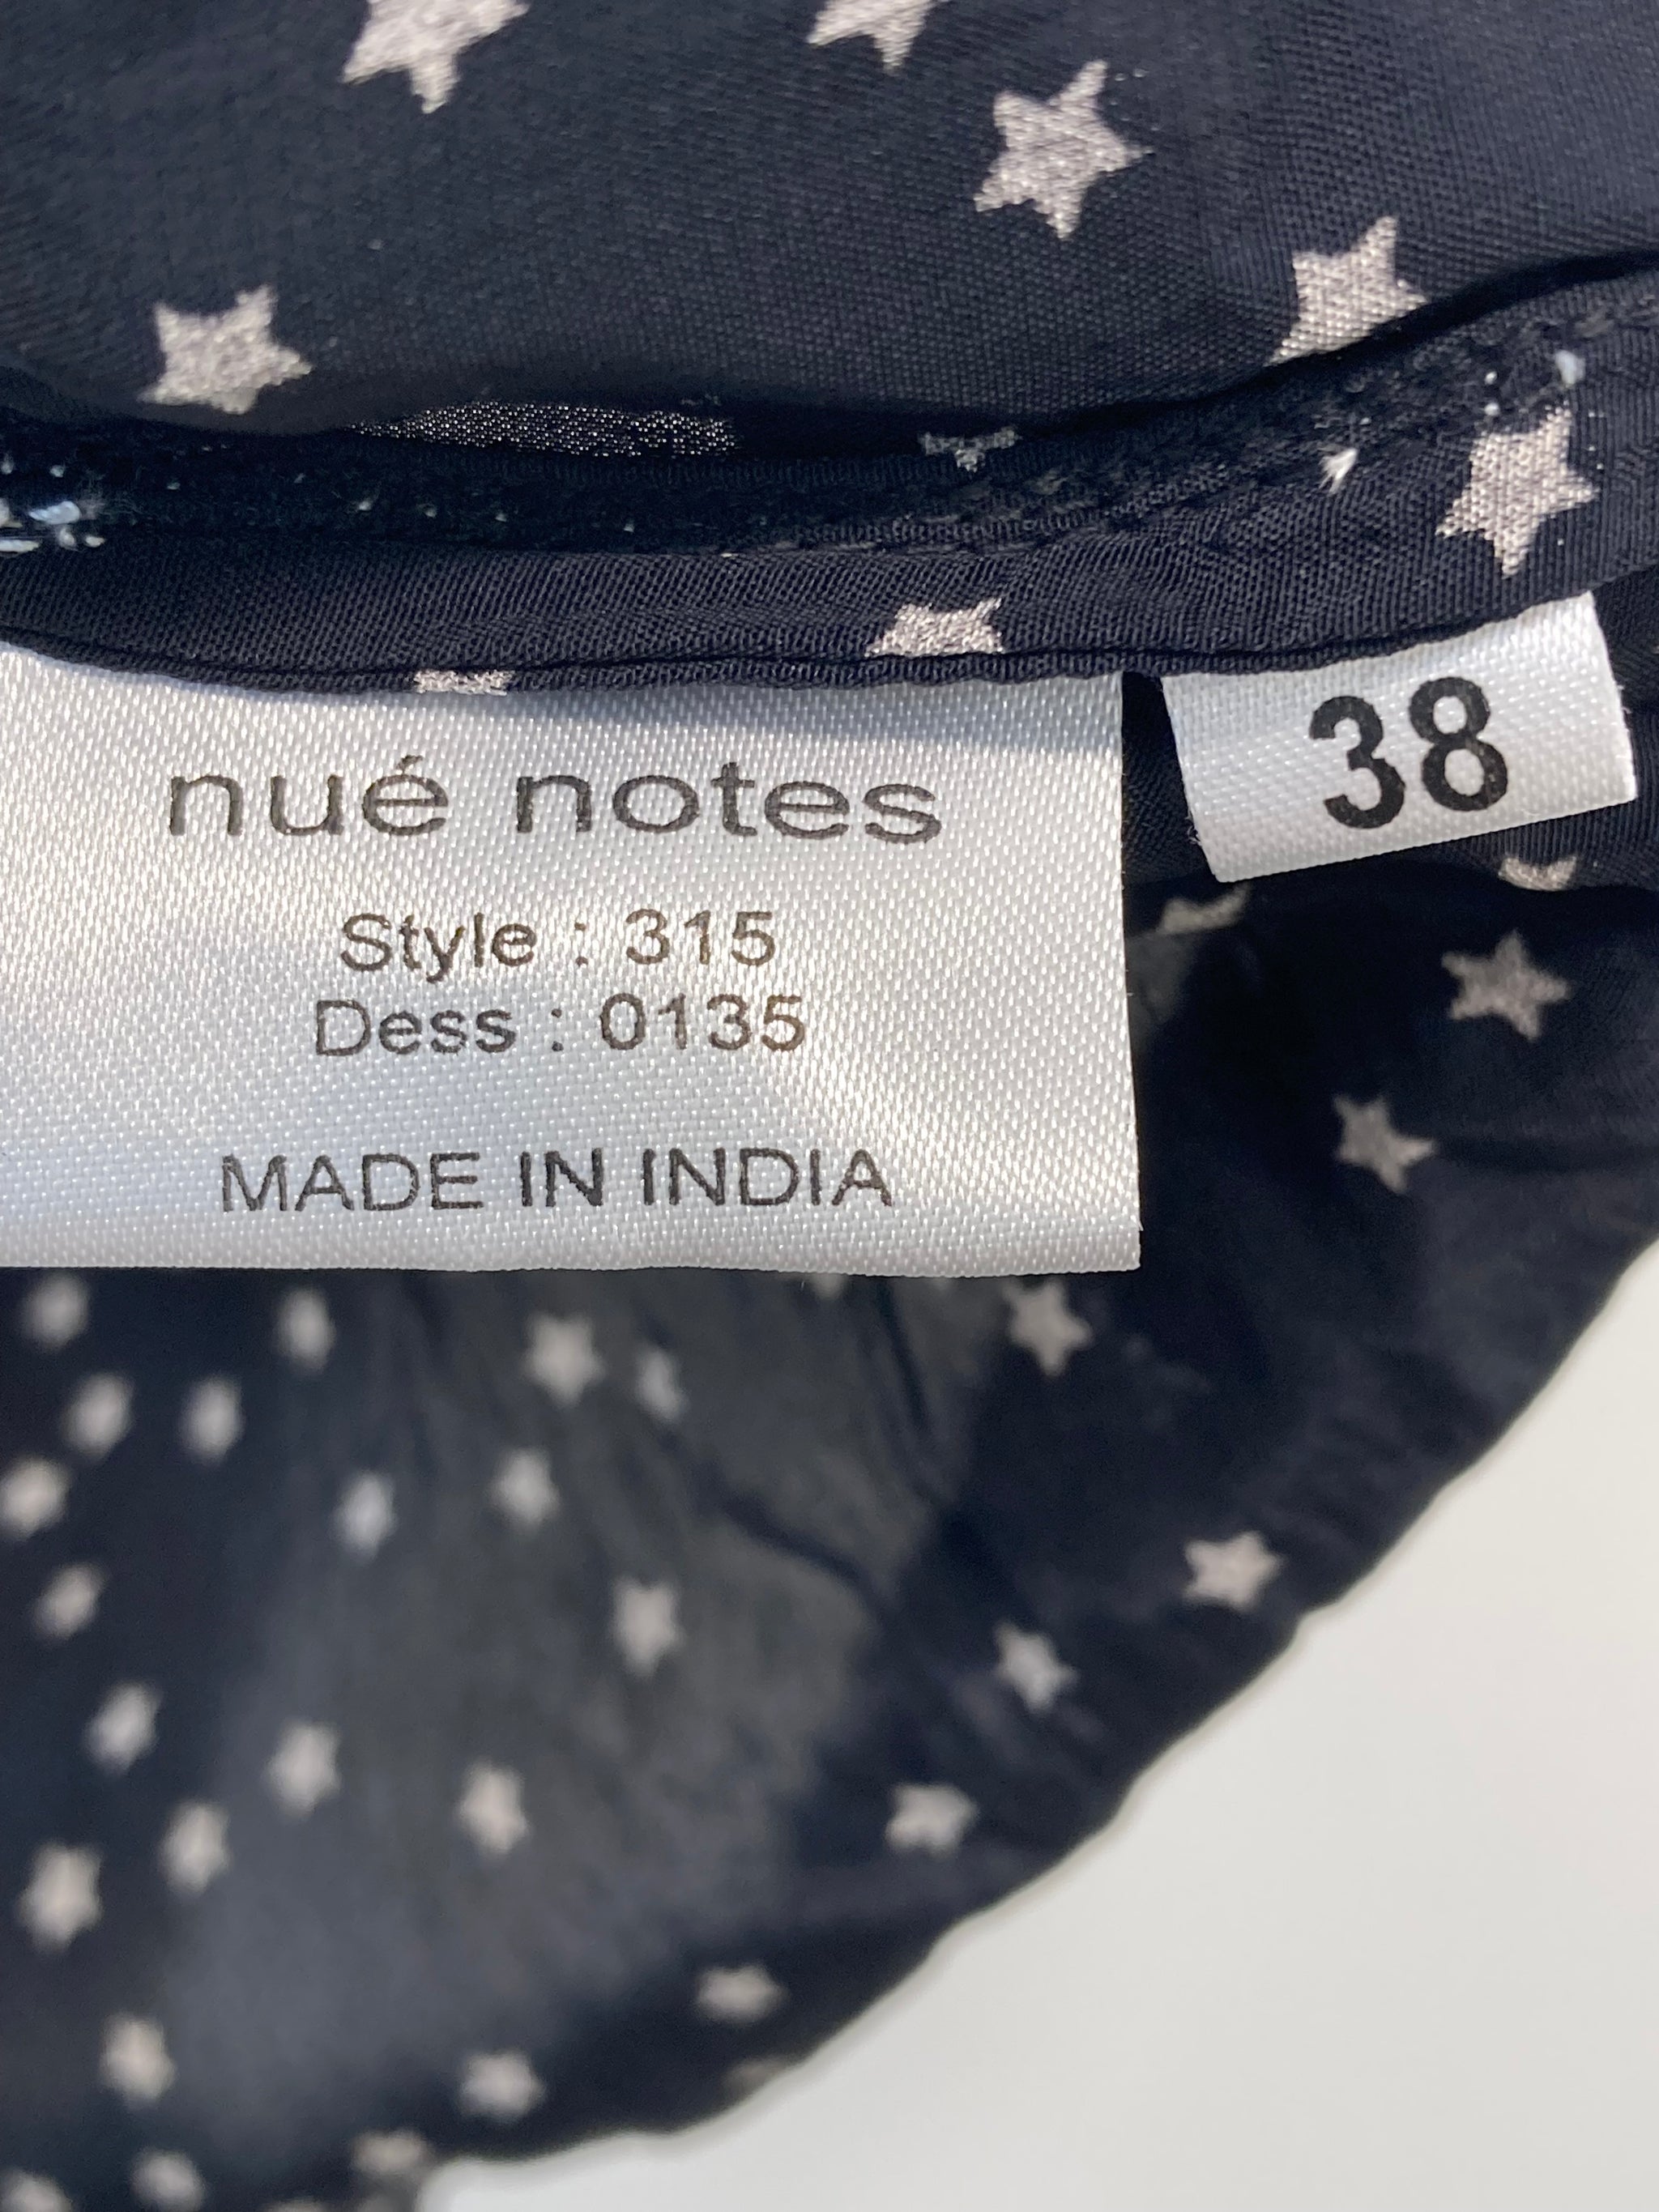 nué notes
38
Style : 315
Dess : 0135
MADE IN INDIA